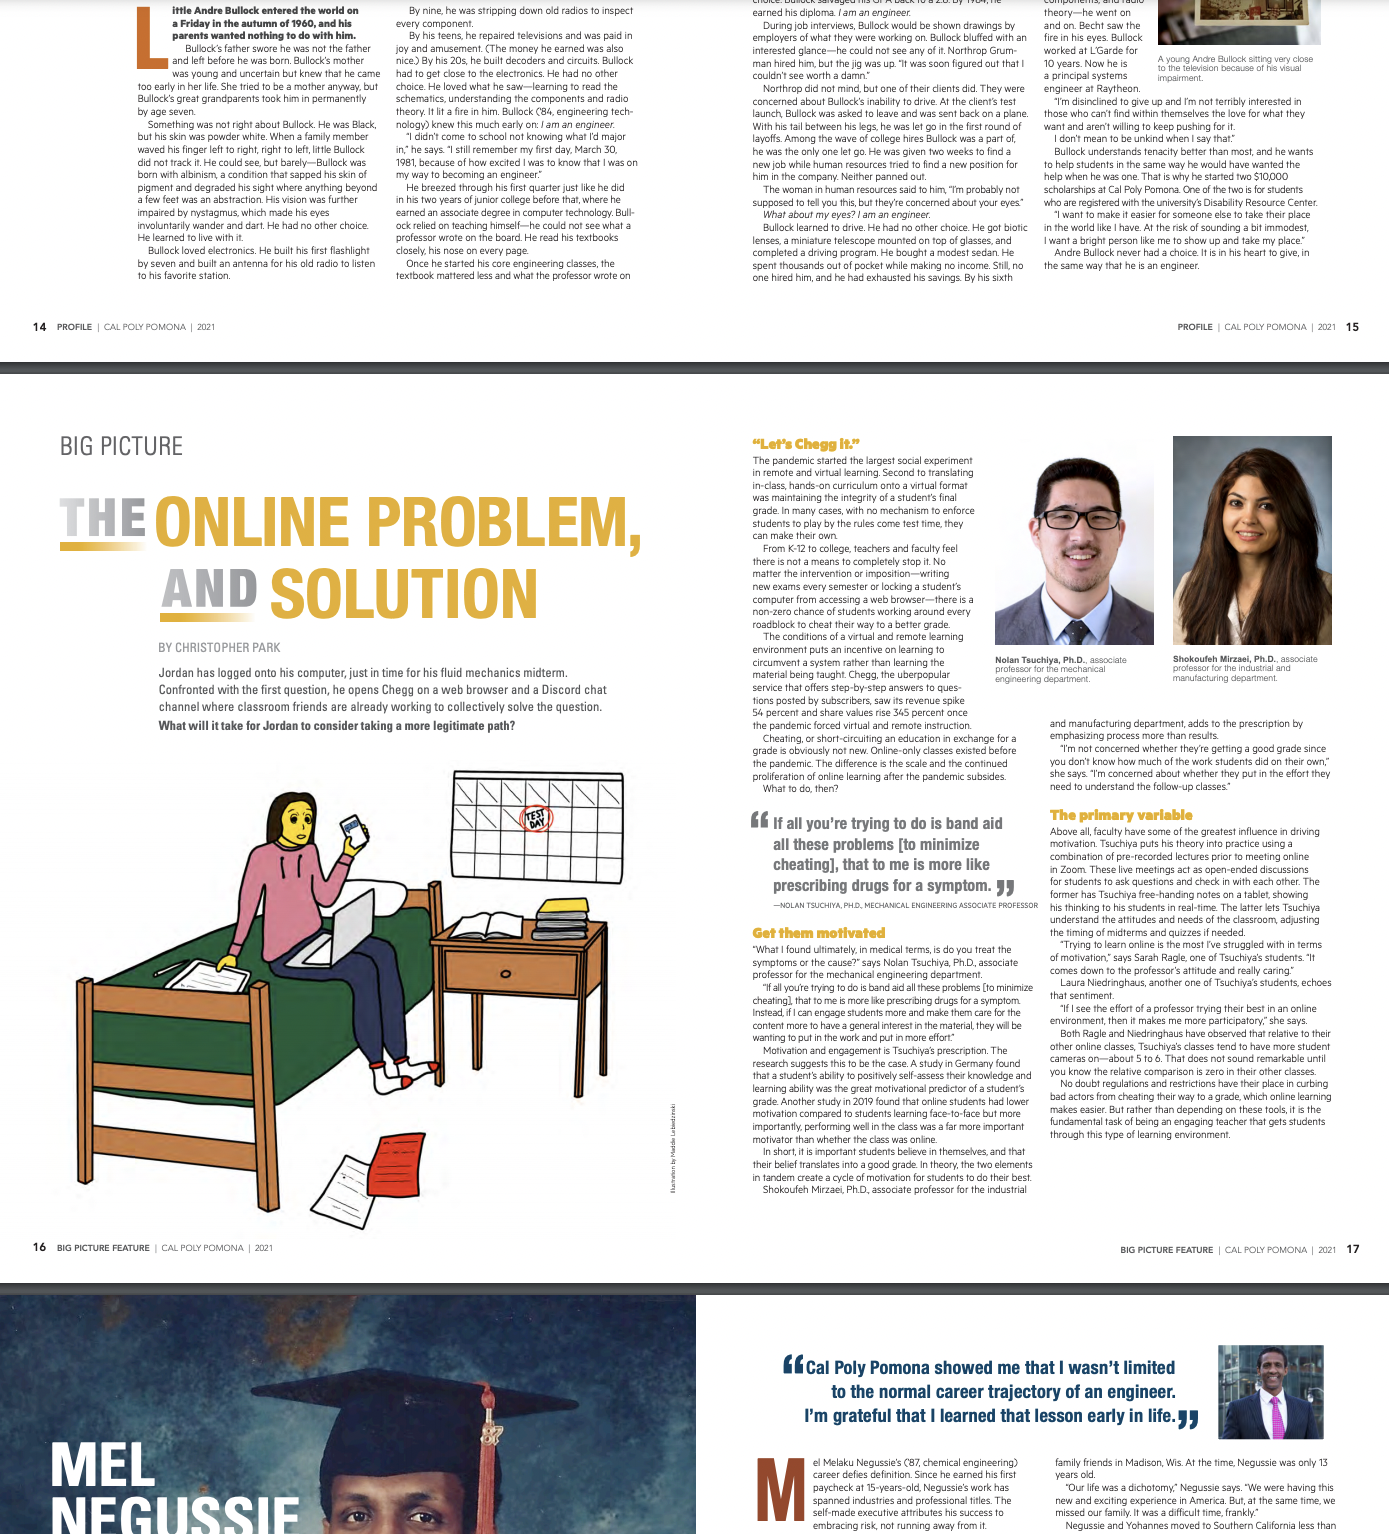 L
ittle Andre Bullock entered the world on
a Friday in the autumn of 1960, and his
parents wanted nothing to do with him.
Bullock's father swore he was not the father
and left before he was born. Bullock's mother
was young and uncertain but knew that he came
too early in her life. She tried to be a mother anyway, but
Bullock's great grandparents took him in permanently
by age seven.
Something was not right about Bullock. He was Black,
but his skin was powder white. When a family member
waved his finger left to right, right to left, little Bullock
did not track it. He could see, but barely—Bullock was
born with albinism, a condition that sapped his skin of
pigment and degraded his sight where anything beyond
a few feet was an abstraction. His vision was further
impaired by nystagmus, which made his eyes
involuntarily wander and dart. He had no other choice.
He learned to live with it.
Bullock loved electronics. He built his first flashlight
by seven and built an antenna for his old radio to listen
to his favorite station.
By nine, he was stripping down old radios to inspect
every component.
By his teens, he repaired televisions and was paid in
joy and amusement. (The money he earned was also
nice.) By his 20s, he built decoders and circuits. Bullock
had to get close to the electronics. He had no other
choice. He loved what he saw—learning to read the
schematics, understanding the components and radio
theory. It lit a fire in him. Bullock ('84, engineering tech-
nology) knew this much early on: I am an engineer.
"I didn't come to school not knowing what I'd major
in," he says. "I still remember my first day, March 30,
1981, because of how excited I was to know that I was on
my way to becoming an engineer."
He breezed through his first quarter just like he did
in his two years of junior college before that, where he
earned an associate degree in computer technology. Bull-
ock relied on teaching himself—he could not see what a
professor wrote on the board. He read his textbooks
closely, his nose on every page.
Once he started his core engineering classes, the
textbook mattered less and what the professor wrote on
choice. Bullock salvaged his GPA back to a 2.6. By 1984, he
earned his diploma. I am an engineer.
During job interviews, Bullock would be shown drawings by
employers of what they were working on. Bullock bluffed with an
interested glance—he could not see any of it. Northrop Grum-
man hired him, but the jig was up. "It was soon figured out that I
couldn't see worth a damn."
Northrop did not mind, but one of their clients did. They were
concerned about Bullock's inability to drive. At the client's test
launch, Bullock was asked to leave and was sent back on a plane.
With his tail between his legs, he was let go in the first round of
layoffs. Among the wave of college hires Bullock was a part of,
he was the only one let go. He was given two weeks to find a
new job while human resources tried to find a new position for
him in the company. Neither panned out.
The woman in human resources said to him, "I'm probably not
supposed to tell you this, but they're concerned about your eyes."
What about my eyes? I am an engineer.
Bullock learned to drive. He had no other choice. He got biotic
lenses, a miniature telescope mounted on top of glasses, and
completed a driving program. He bought a modest sedan. He
spent thousands out of pocket while making no income. Still, no
one hired him, and he had exhausted his savings. By his sixth
components, and radio
theory—he went on
and on. Becht saw the
fire in his eyes. Bullock
worked at L'Garde for
10 years. Now he is
a principal systems
engineer at Raytheon.
A young Andre Bullock sitting very close
to the television because of his visual
impairment.
"I'm disinclined to give up and I'm not terribly interested in
those who can't find within themselves the love for what they
want and aren't willing to keep pushing for it.
I don't mean to be unkind when I say that."
Bullock understands tenacity better than most, and he wants
to help students in the same way he would have wanted the
help when he was one. That is why he started two $10,000
scholarships at Cal Poly Pomona. One of the two is for students
who are registered with the university's Disability Resource Center.
"I want to make it easier for someone else to take their place
in the world like I have. At the risk of sounding a bit immodest,
I want a bright person like me to show up and take my place."
Andre Bullock never had a choice. It is in his heart to give, in
the same way that he is an engineer.
14 PROFILE | CAL POLY POMONA | 2021
PROFILE | CAL POLY POMONA | 2021 15
BIG PICTURE
THE ONLINE PROBLEM,
AND SOLUTION
BY CHRISTOPHER PARK
Jordan has logged onto his computer, just in time for his fluid mechanics midterm.
Confronted with the first question, he opens Chegg on a web browser and a Discord chat
channel where classroom friends are already working to collectively solve the question.
What will it take for Jordan to consider taking a more legitimate path?
TEST
DAY
Illustration by Maddie Lebiedzinski
16 BIG PICTURE FEATURE | CAL POLY POMONA | 2021
"Let's Chegg it."
The pandemic started the largest social experiment
in remote and virtual learning. Second to translating
in-class, hands-on curriculum onto a virtual format
was maintaining the integrity of a student's final
grade. In many cases, with no mechanism to enforce
students to play by the rules come test time, they
can make their own.
From K-12 to college, teachers and faculty feel
there is not a means to completely stop it. No
matter the intervention or imposition—writing
new exams every semester or locking a student's
computer from accessing a web browser—there is a
non-zero chance of students working around every
roadblock to cheat their way to a better grade.
The conditions of a virtual and remote learning
environment puts an incentive on learning to
circumvent a system rather than learning the
material being taught. Chegg, the uberpopular
service that offers step-by-step answers to ques-
tions posted by subscribers, saw its revenue spike
54 percent and share values rise 345 percent once
the pandemic forced virtual and remote instruction.
Cheating, or short-circuiting an education in exchange for a
grade is obviously not new. Online-only classes existed before
the pandemic. The difference is the scale and the continued
proliferation of online learning after the pandemic subsides.
What to do, then?
"If all you're trying to do is band aid
all these problems [to minimize
cheating], that to me is more like
prescribing drugs for a symptom."
—NOLAN TSUCHIYA, PH.D., MECHANICAL ENGINEERING ASSOCIATE PROFESSOR
Get them motivated
"What I found ultimately, in medical terms, is do you treat the
symptoms or the cause?" says Nolan Tsuchiya, Ph.D., associate
professor for the mechanical engineering department.
"If all you're trying to do is band aid all these problems [to minimize
cheating], that to me is more like prescribing drugs for a symptom.
Instead, if I can engage students more and make them care for the
content more to have a general interest in the material, they will be
wanting to put in the work and put in more effort."
Motivation and engagement is Tsuchiya's prescription. The
research suggests this to be the case. A study in Germany found
that a student's ability to positively self-assess their knowledge and
learning ability was the great motivational predictor of a student's
grade. Another study in 2019 found that online students had lower
motivation compared to students learning face-to-face but more
importantly, performing well in the class was a far more important
motivator than whether the class was online.
In short, it is important students believe in themselves, and that
their belief translates into a good grade. In theory, the two elements
in tandem create a cycle of motivation for students to do their best.
Shokoufeh Mirzaei, Ph.D., associate professor for the industrial
Nolan Tsuchiya, Ph.D., associate
professor for the mechanical
engineering department.
Shokoufeh Mirzaei, Ph.D., associate
professor for the industrial and
manufacturing department.
and manufacturing department, adds to the prescription by
emphasizing process more than results.
"I'm not concerned whether they're getting a good grade since
you don't know how much of the work students did on their own,"
she says. "I'm concerned about whether they put in the effort they
need to understand the follow-up classes."
The primary variable
Above all, faculty have some of the greatest influence in driving
motivation. Tsuchiya puts his theory into practice using a
combination of pre-recorded lectures prior to meeting online
in Zoom. These live meetings act as open-ended discussions
for students to ask questions and check in with each other. The
former has Tsuchiya free-handing notes on a tablet, showing
his thinking to his students in real-time. The latter lets Tsuchiya
understand the attitudes and needs of the classroom, adjusting
the timing of midterms and quizzes if needed.
"Trying to learn online is the most I've struggled with in terms
of motivation," says Sarah Ragle, one of Tsuchiya's students. "It
comes down to the professor's attitude and really caring."
Laura Niedringhaus, another one of Tsuchiya's students, echoes
that sentiment.
"If I see the effort of a professor trying their best in an online
environment, then it makes me more participatory," she says.
Both Ragle and Niedringhaus have observed that relative to their
other online classes, Tsuchiya's classes tend to have more student
cameras on—about 5 to 6. That does not sound remarkable until
you know the relative comparison is zero in their other classes.
No doubt regulations and restrictions have their place in curbing
bad actors from cheating their way to a grade, which online learning
makes easier. But rather than depending on these tools, it is the
fundamental task of being an engaging teacher that gets students
through this type of learning environment.
BIG PICTURE FEATURE | CAL POLY POMONA | 2021 17
MEL
NEGUSSIE
87
"Cal Poly Pomona showed me that I wasn't limited
to the normal career trajectory of an engineer.
I'm grateful that I learned that lesson early in life."
M
el Melaku Negussie's ('87, chemical engineering)
career defies definition. Since he earned his first
paycheck at 15-years-old, Negussie's work has
spanned industries and professional titles. The
self-made executive attributes his success to
embracing risk, not running away from it.
family friends in Madison, Wis. At the time, Negussie was only 13
years old.
"Our life was a dichotomy," Negussie says. "We were having this
new and exciting experience in America. But, at the same time, we
missed our family. It was a difficult time, frankly."
Negussie and Yohannes moved to Southern California less than